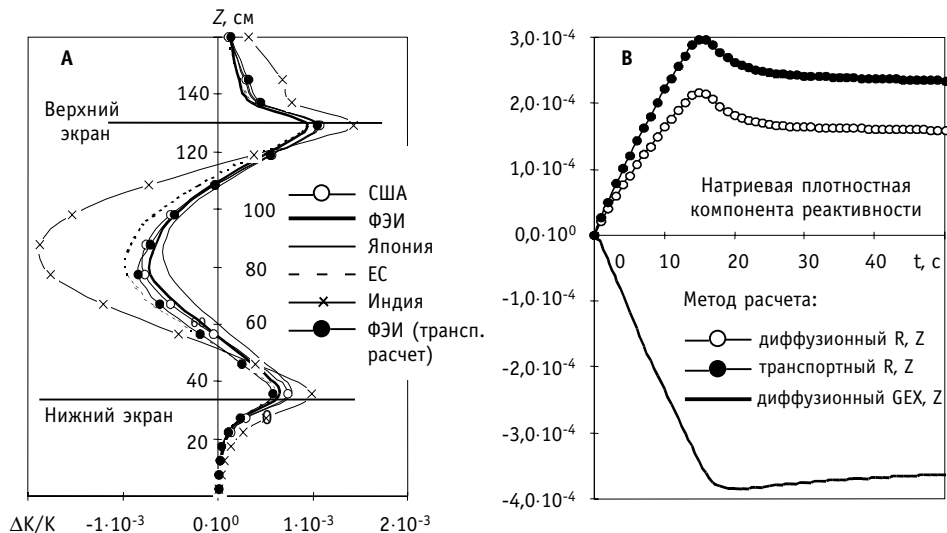 Z, см
А
140
Верхний
экран
120
100
80
60
60
40
Нижний экран
20
США
ФЭИ
Япония
ЕС
Индия
ФЭИ (трансп.
расчет)
ΔK/K
-1·10⁻³
0·10⁰
1·10⁻³
2·10⁻³
В
3,0·10⁻⁴
2,0·10⁻⁴
1,0·10⁻⁴
0,0·10⁰
-1,0·10⁻⁴
-2,0·10⁻⁴
-3,0·10⁻⁴
-4,0·10⁻⁴
Натриевая плотностная
компонента реактивности
0
10
20
30
40
50
t, с
Метод расчета:
диффузионный R, Z
транспортный R, Z
диффузионный GEX, Z